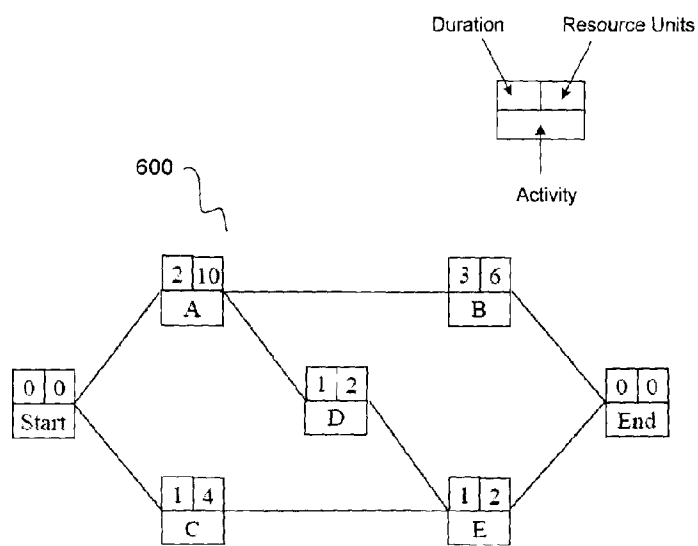 Duration Resource Units
Activity
600
2 10
A
3 6
B
0 0
Start
1 2
D
0 0
End
1 4
C
1 2
E